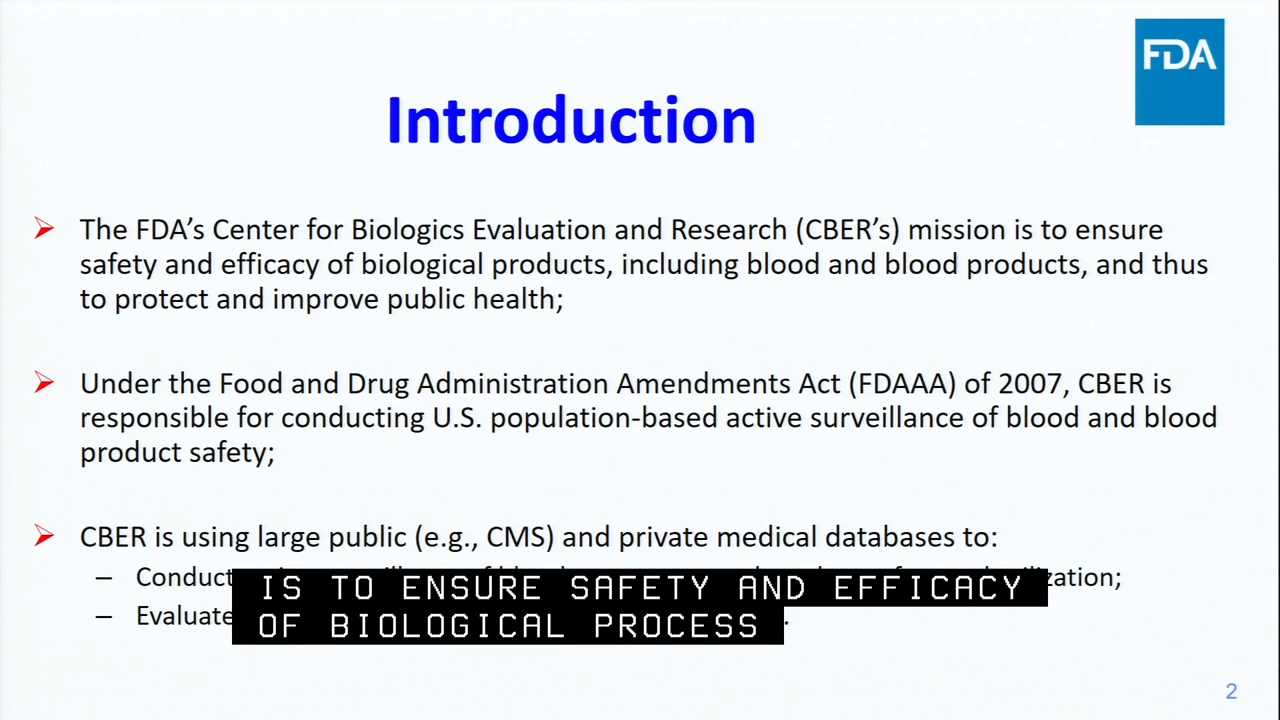 FDA
Introduction
The FDA’s Center for Biologics Evaluation and Research (CBER’s) mission is to ensure
safety and efficacy of biological products, including blood and blood products, and thus
to protect and improve public health;
Under the Food and Drug Administration Amendments Act (FDAAA) of 2007, CBER is
responsible for conducting U.S. population-based active surveillance of blood and blood
product safety;
CBER is using large public (e.g., CMS) and private medical databases to:
– Conduct
IS TO ENSURE SAFETY AND EFFICACY
– Evaluate
OF BIOLOGICAL PROCESS
2